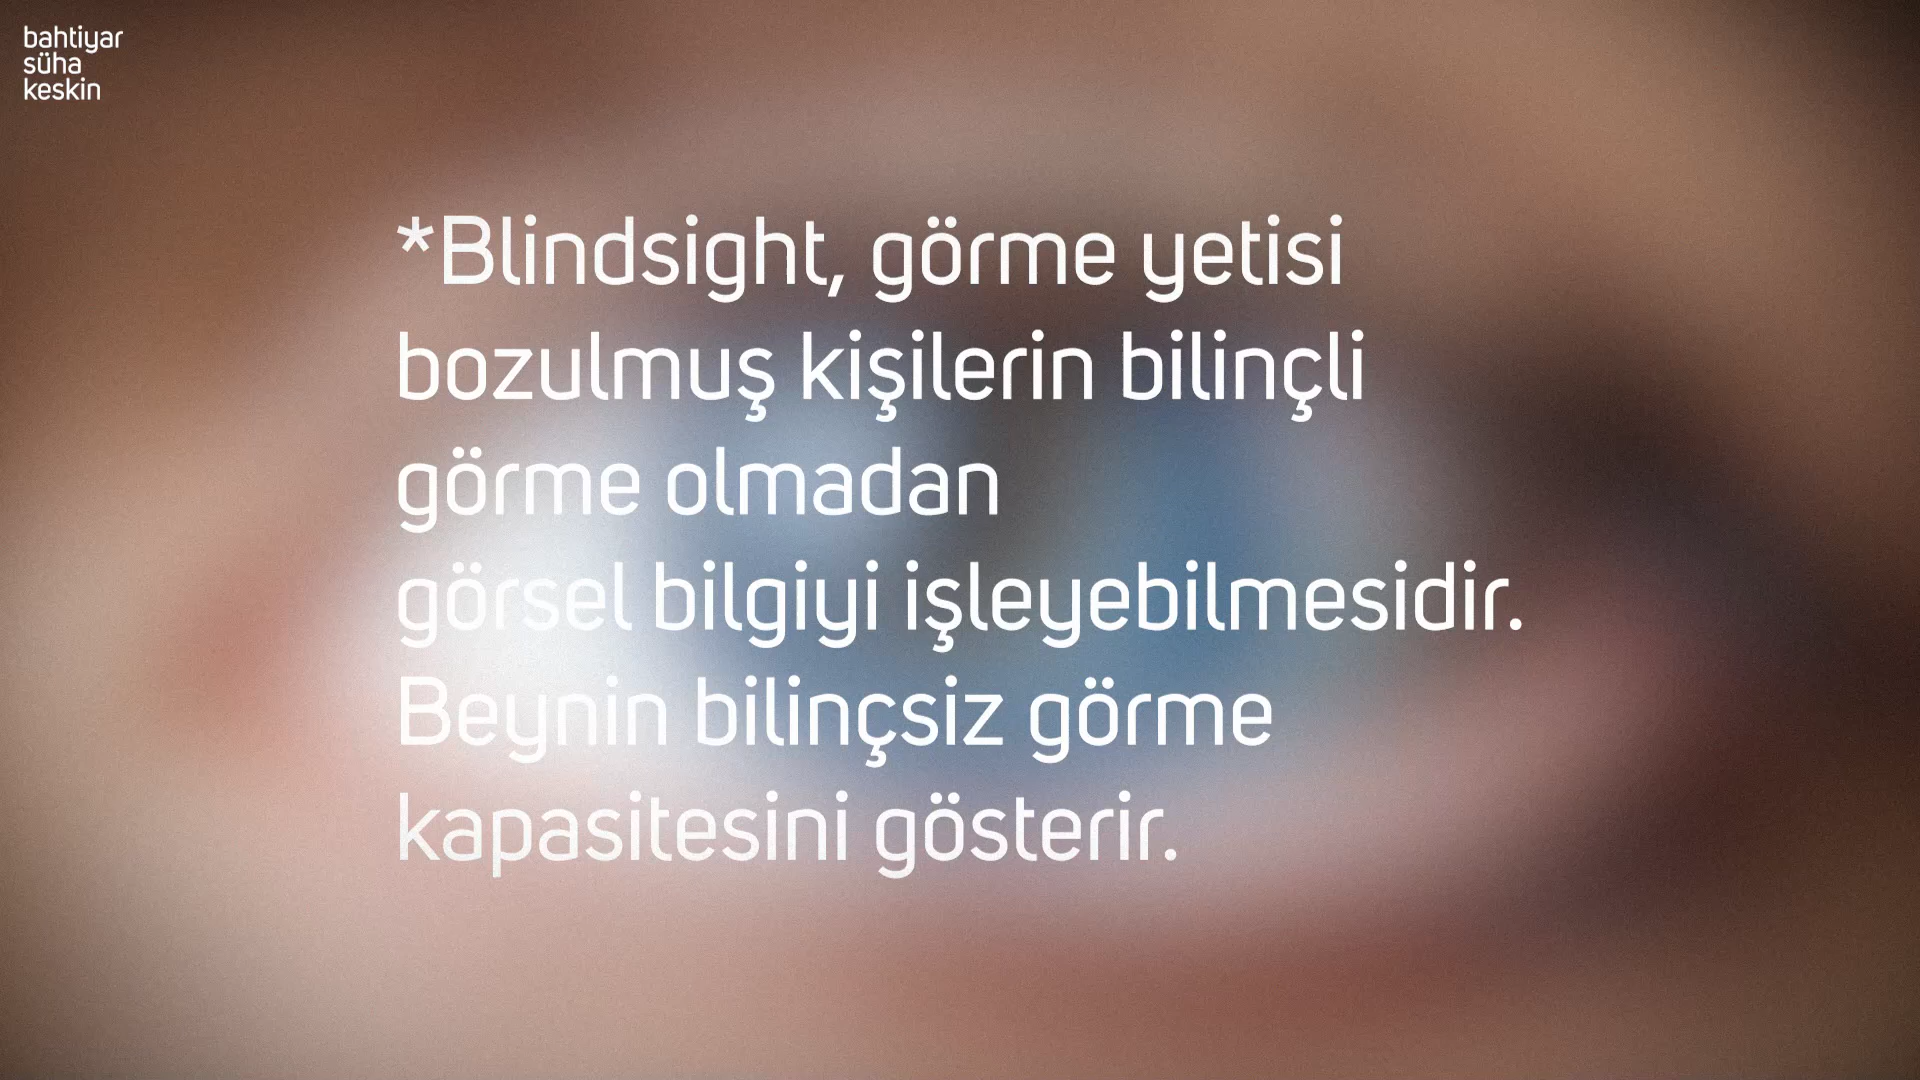 bahtiyar
süha
keskin
*Blindsight, görme yetisi
bozulmuş kişilerin bilinçli
görme olmadan
görsel bilgiyi işleyebilmesidir.
Beynin bilinçsiz görme
kapasitesini gösterir.